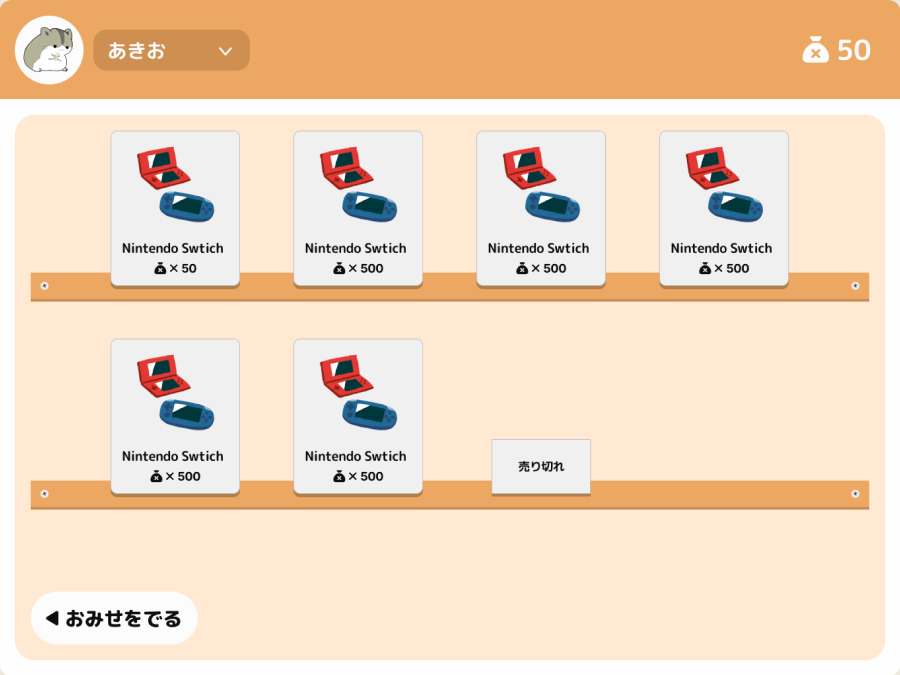 あきお
50
Nintendo Swtich
× 50
Nintendo Swtich
× 500
Nintendo Swtich
× 500
Nintendo Swtich
× 500
Nintendo Swtich
× 500
Nintendo Swtich
× 500
売り切れ
◀ おみせをでる